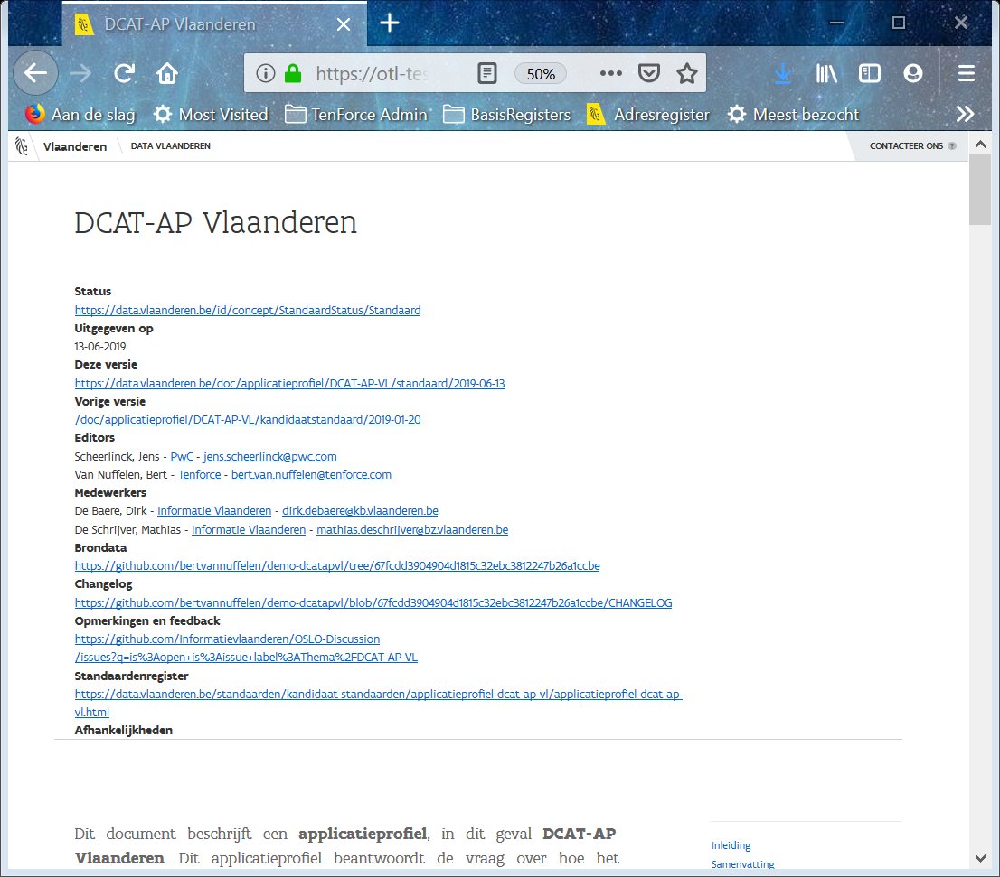 DCAT-AP Vlaanderen
https://otl-tes
50%
Aan de slag Most Visited TenForce Admin BasisRegisters Adresregister Meest bezocht
Vlaanderen DATA VLAANDEREN CONTACTEER ONS ?
DCAT-AP Vlaanderen
Status
https://data.vlaanderen.be/id/concept/StandaardStatus/Standaard
Uitgegeven op
13-06-2019
Deze versie
https://data.vlaanderen.be/doc/applicatieprofiel/DCAT-AP-VL/standaard/2019-06-13
Vorige versie
/doc/applicatieprofiel/DCAT-AP-VL/kandidaatstandaard/2019-01-20
Editors
Scheerlinck, Jens - PwC - jens.scheerlinck@pwc.com
Van Nuffelen, Bert - Tenforce - bert.van.nuffelen@tenforce.com
Medewerkers
De Baere, Dirk - Informatie Vlaanderen - dirk.debaere@kb.vlaanderen.be
De Schrijver, Mathias - Informatie Vlaanderen - mathias.deschrijver@bz.vlaanderen.be
Brondata
https://github.com/bertvannuffelen/demo-dcatapvl/tree/67fcdd3904904d1815c32ebc3812247b26a1ccbe
Changelog
https://github.com/bertvannuffelen/demo-dcatapvl/blob/67fcdd3904904d1815c32ebc3812247b26a1ccbe/CHANGELOG
Opmerkingen en feedback
https://github.com/Informatievlaanderen/OSLO-Discussion
/issues?q=is%3Aopen+is%3Aissue+label%3AThema%2FDCAT-AP-VL
Standaardenregister
https://data.vlaanderen.be/standaarden/kandidaat-standaarden/applicatieprofiel-dcat-ap-vl/applicatieprofiel-dcat-ap-
vl.html
Afhankelijkheden
Dit document beschrijft een applicatieprofiel, in dit geval DCAT-AP
Vlaanderen. Dit applicatieprofiel beantwoordt de vraag over hoe het
Inleiding
Samenvatting